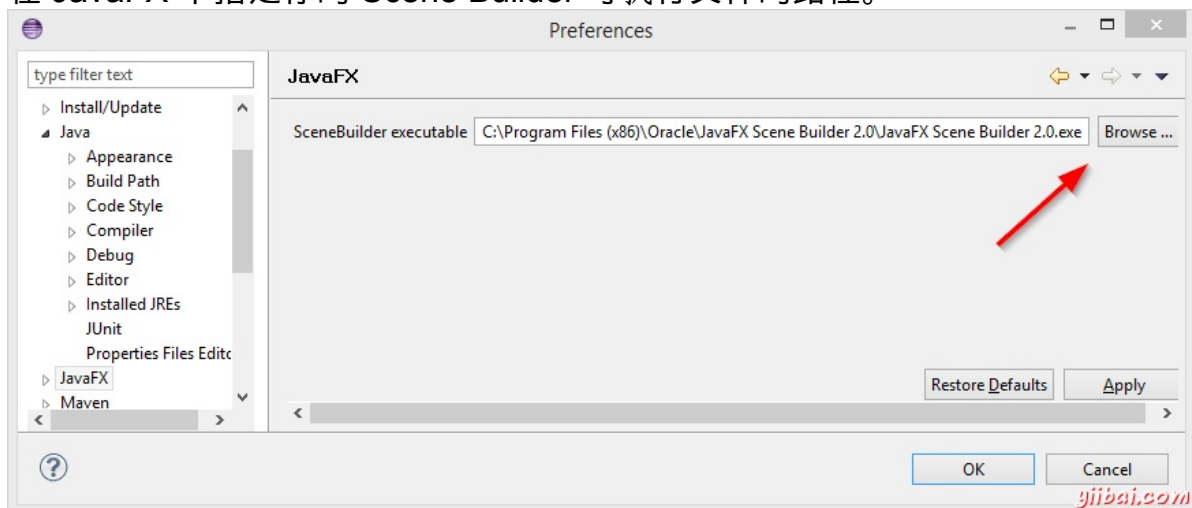 Preferences
type filter text
JavaFX
Install/Update
Java
SceneBuilder executable C:\Program Files (x86)\Oracle\JavaFX Scene Builder 2.0\JavaFX Scene Builder 2.0.exe Browse ...
Appearance
Build Path
Code Style
Compiler
Debug
Editor
Installed JREs
JUnit
Properties Files Edito
JavaFX
Restore Defaults Apply
Maven
OK Cancel
yiibai.com